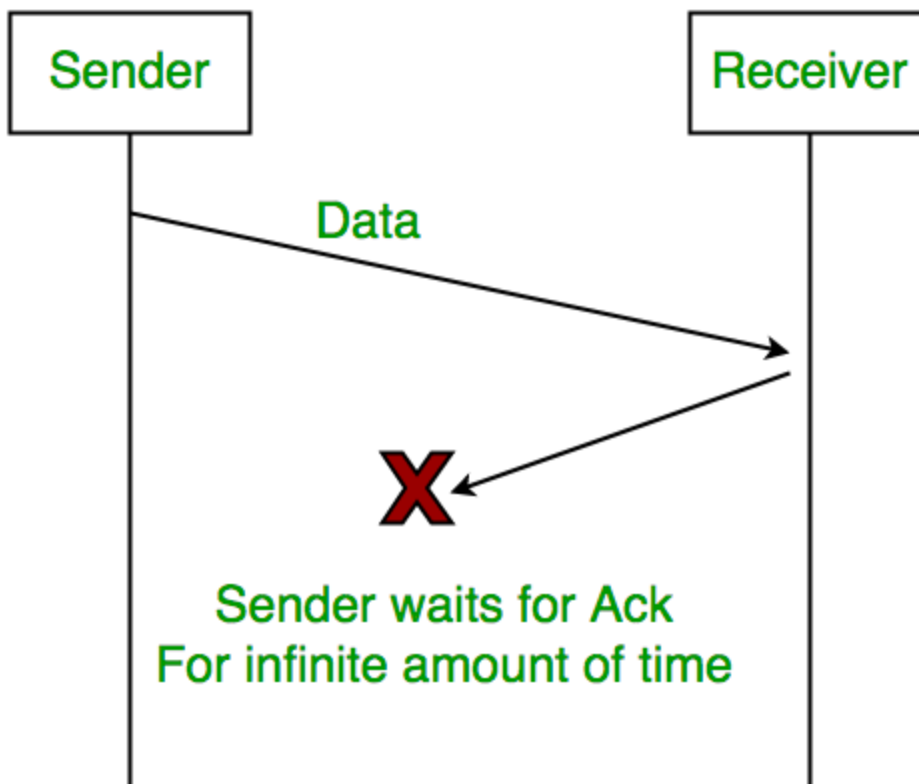 Sender
Receiver
Data
X
Sender waits for Ack
For infinite amount of time